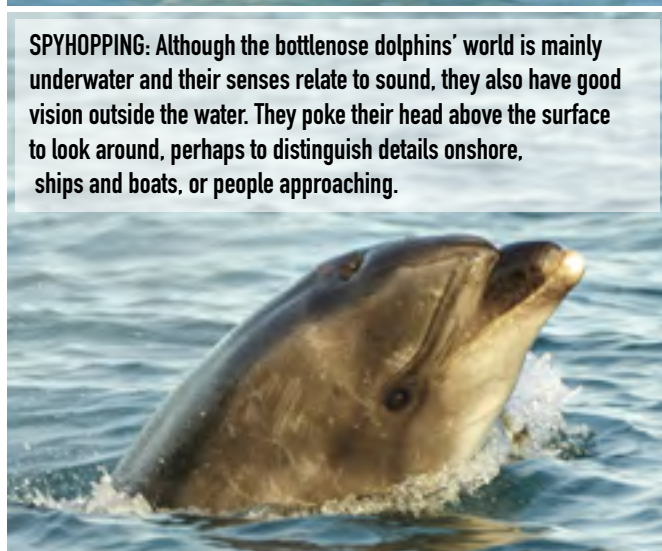 SPYHOPPING: Although the bottlenose dolphins’ world is mainly
underwater and their senses relate to sound, they also have good
vision outside the water. They poke their head above the surface
to look around, perhaps to distinguish details onshore,
ships and boats, or people approaching.